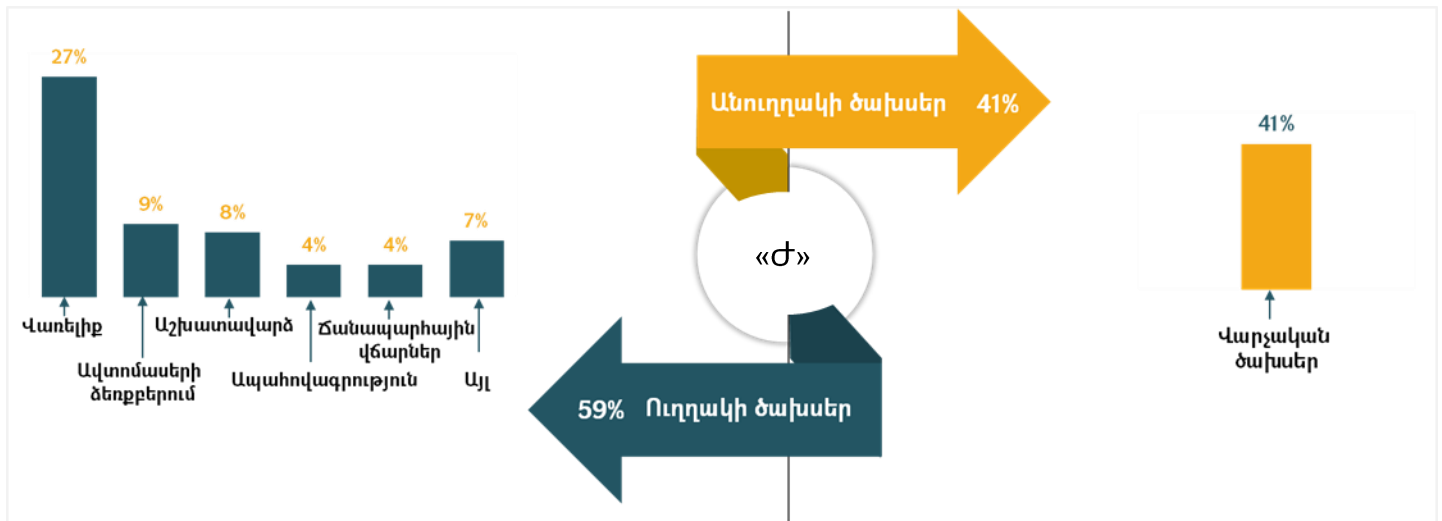 27%
9%
8%
4%
4%
7%
Վառելիք
Ավտոմասերի
ձեռքբերում
Աշխատավարձ
Ապահովագրություն
Ճանապարհային
վճարներ
Այլ
Անուղղակի ծախսեր 41%
«Ժ»
59% Ուղղակի ծախսեր
41%
Վարչական
ծախսեր